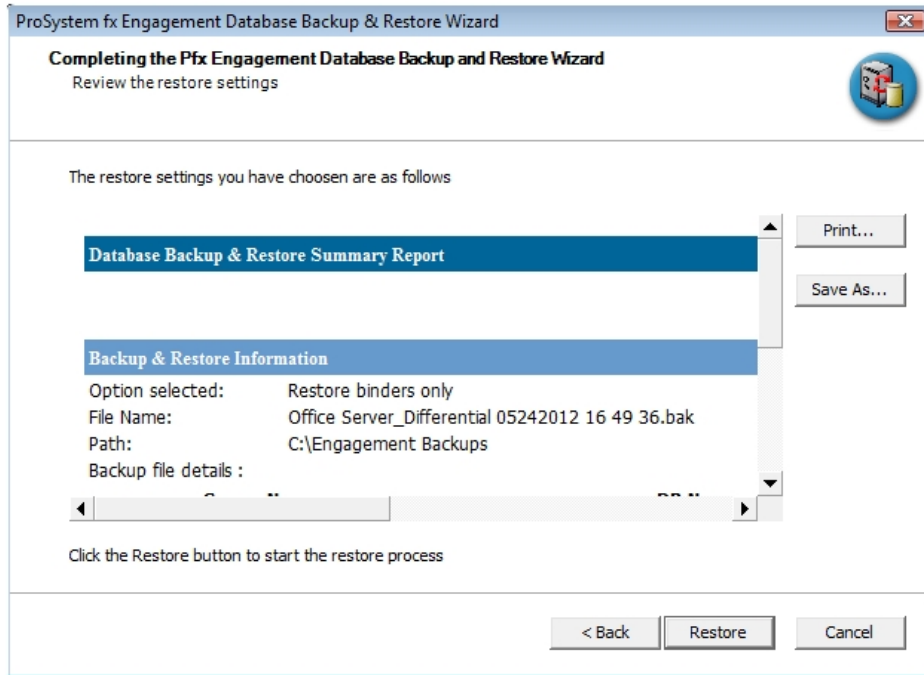 ProSystem fx Engagement Database Backup & Restore Wizard
Completing the Pfx Engagement Database Backup and Restore Wizard
Review the restore settings
The restore settings you have choosen are as follows
Print...
Database Backup & Restore Summary Report
Save As...
Backup & Restore Information
Option selected: Restore binders only
File Name: Office Server_Differential 05242012 16 49 36.bak
Path: C:\Engagement Backups
Backup file details :
Click the Restore button to start the restore process
< Back Restore Cancel